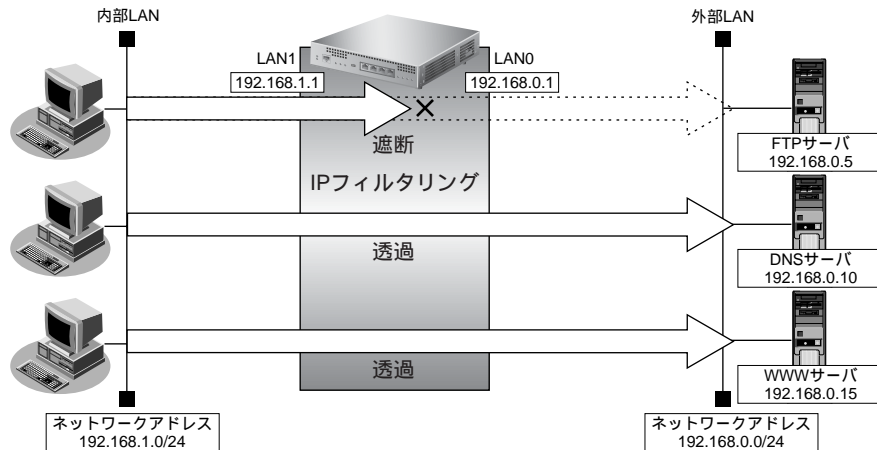 内部LAN
外部LAN
LAN1
LAN0
192.168.1.1
192.168.0.1
遮断
IPフィルタリング
FTPサーバ
192.168.0.5
透過
DNSサーバ
192.168.0.10
透過
WWWサーバ
192.168.0.15
ネットワークアドレス
192.168.1.0/24
ネットワークアドレス
192.168.0.0/24